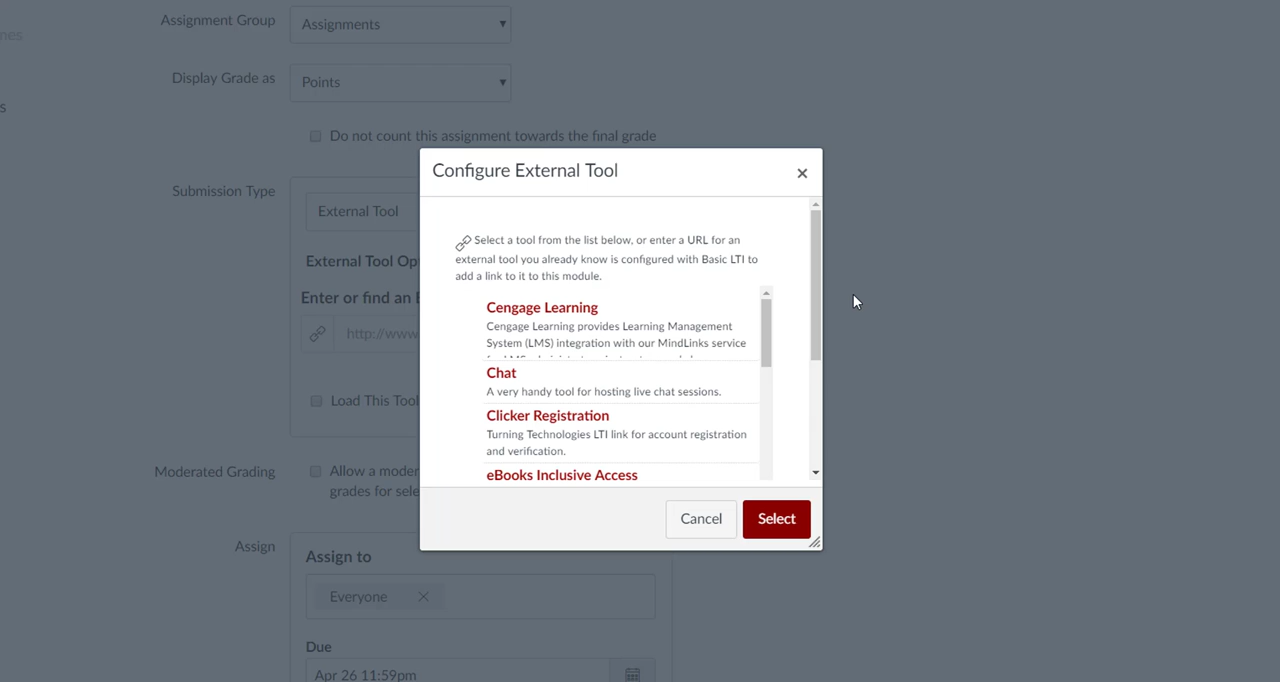 Assignment Group
Assignments
mes
Display Grade as
Points
s
Do not count this assignment towards the final grade
Configure External Tool
Submission Type
External Tool
Select a tool from the list below, or enter a URL for an
external tool you already know is configured with Basic LTI to
add a link to it to this module.
External Tool Opt
Enter or find an E
http://www
Cengage Learning
Cengage Learning provides Learning Management
System (LMS) integration with our MindLinks service
Chat
A very handy tool for hosting live chat sessions.
Load This Tool
Clicker Registration
Turning Technologies LTI link for account registration
and verification.
eBooks Inclusive Access
Moderated Grading
Allow a moder
grades for sele
Cancel
Select
Assign
Assign to
Everyone
Due
Apr 26 11:59pm